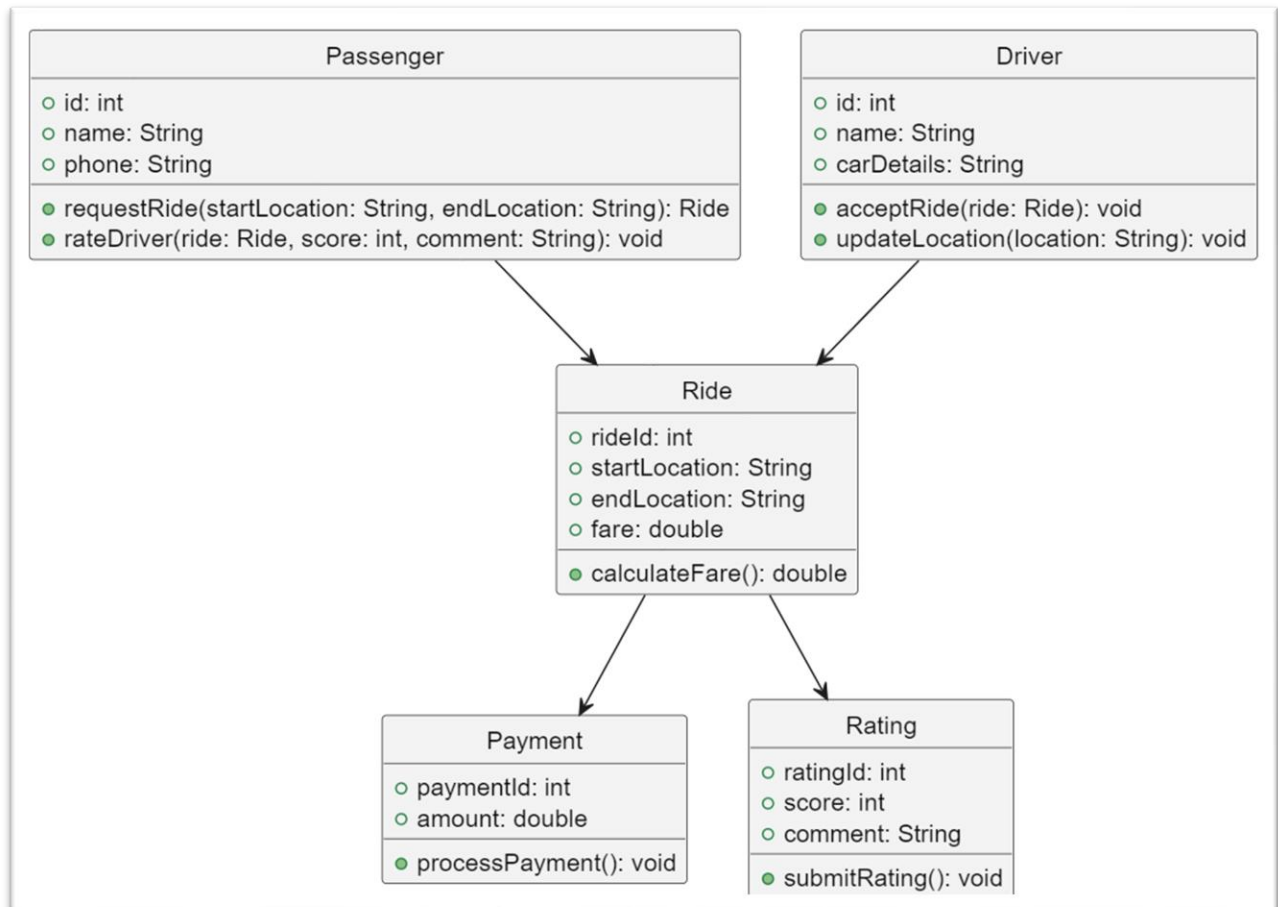 Passenger
id: int
name: String
phone: String
requestRide(startLocation: String, endLocation: String): Ride
rateDriver(ride: Ride, score: int, comment: String): void
Driver
id: int
name: String
carDetails: String
acceptRide(ride: Ride): void
updateLocation(location: String): void
Ride
rideId: int
startLocation: String
endLocation: String
fare: double
calculateFare(): double
Payment
paymentId: int
amount: double
processPayment(): void
Rating
ratingId: int
score: int
comment: String
submitRating(): void